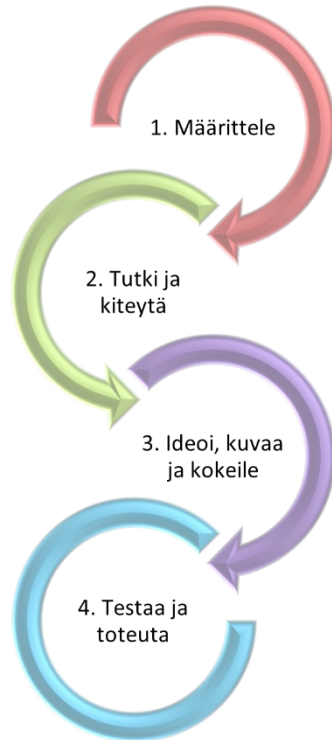 1. Määrittele
2. Tutki ja
kiteytä
3. Ideoi, kuvaa
ja kokeile
4. Testaa ja
toteuta